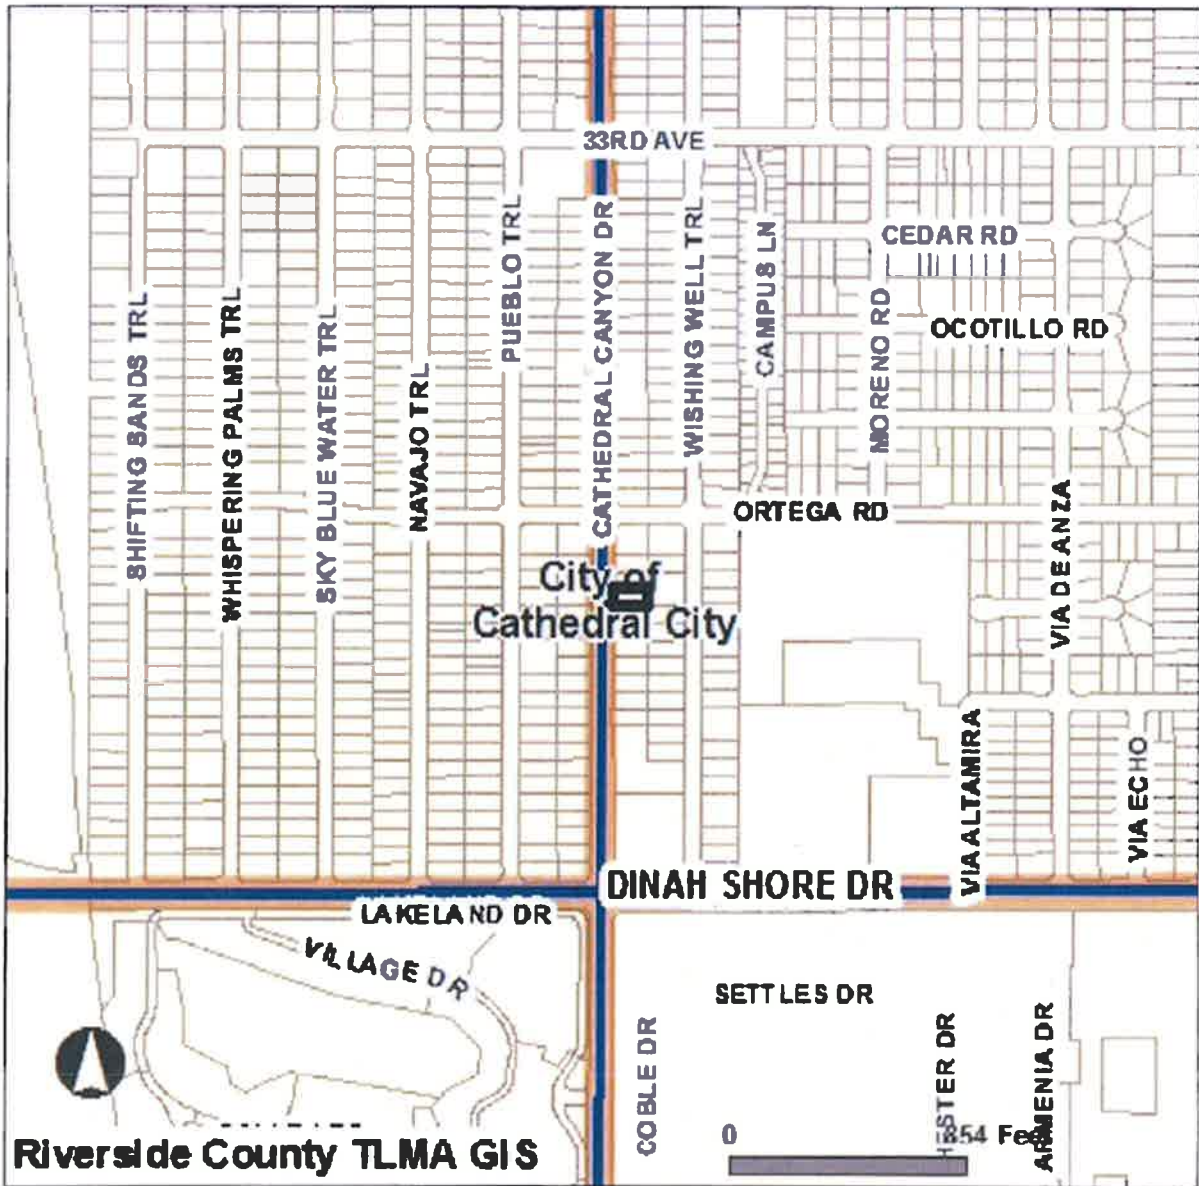 33RD AVE
CEDAR RD
OCOTILLO RD
SHIFTING SANDS TRL
WHISPERING PALMS TRL
SKY BLUE WATER TRL
NAVAJO TRL
PUEBLO TRL
CATHEDRAL CANYON DR
WISHING WELL TRL
CAMPUS LN
MORENO RD
ORTEGA RD
VIA DE ANZA
City of
Cathedral City
VIA ALTAMIRA
VIA ECHO
DINAH SHORE DR
LAKELAND DR
VILLAGE DR
SETTLES DR
COBLE DR
STER DR
ARMENIA DR
0
854 Fee
Riverside County TLMA GIS